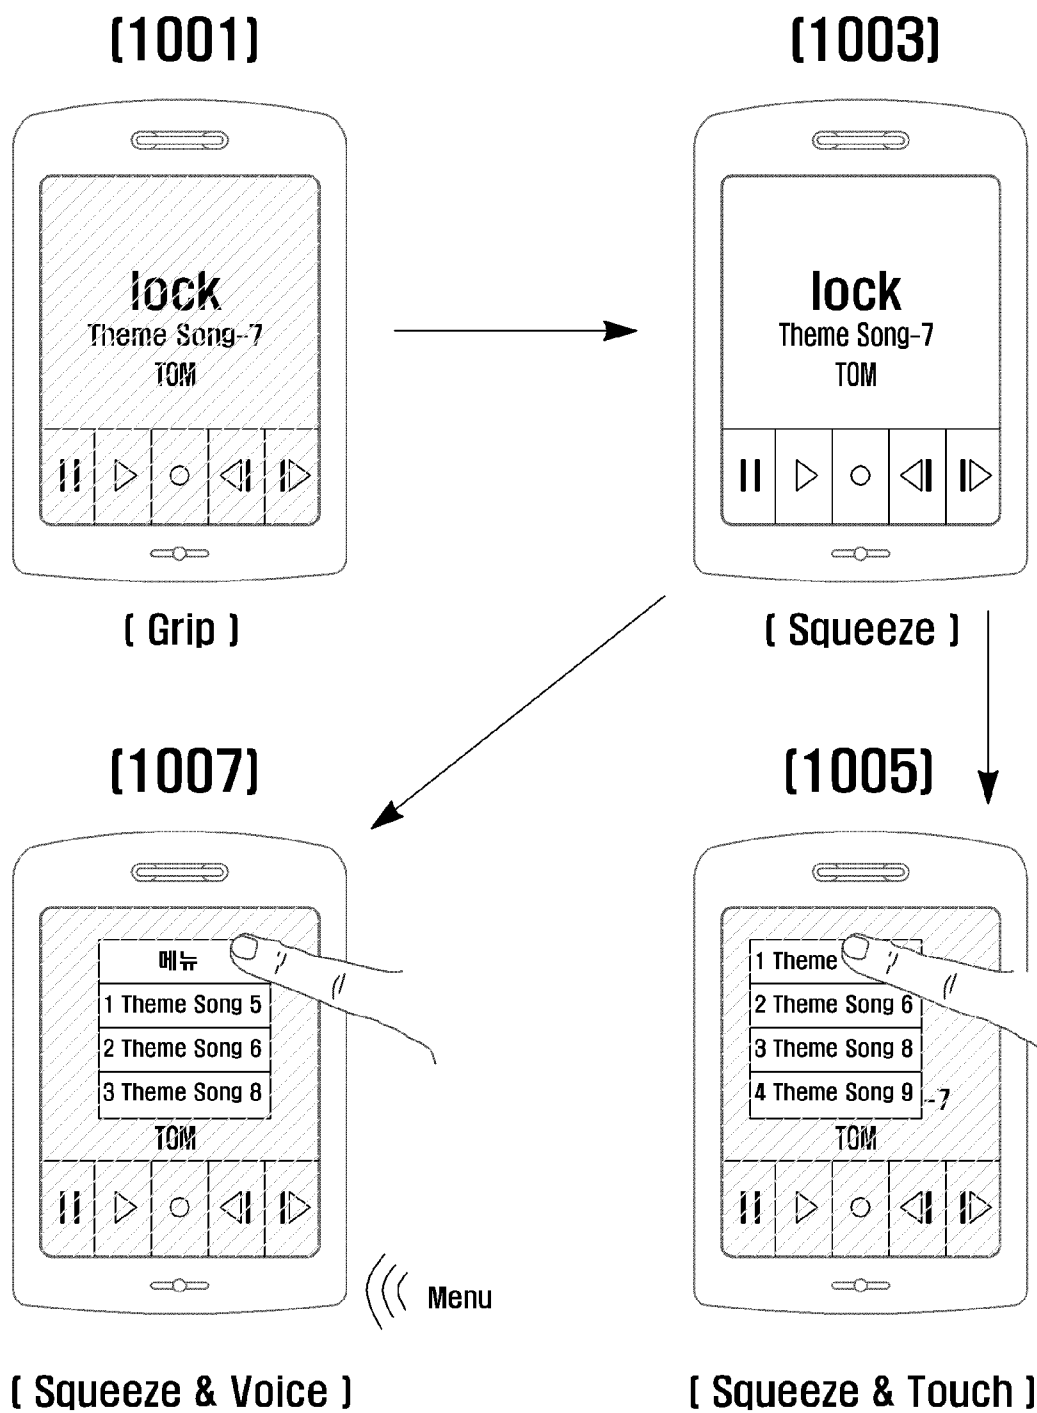 [1001]
lock
Theme Song-7
TOM
[ Grip ]
[1003]
lock
Theme Song-7
TOM
[ Squeeze ]
[1007]
메뉴
1 Theme Song 5
2 Theme Song 6
3 Theme Song 8
TOM
Menu
[ Squeeze & Voice ]
[1005]
1 Theme
2 Theme Song 6
3 Theme Song 8
4 Theme Song 9
-7
TOM
[ Squeeze & Touch ]